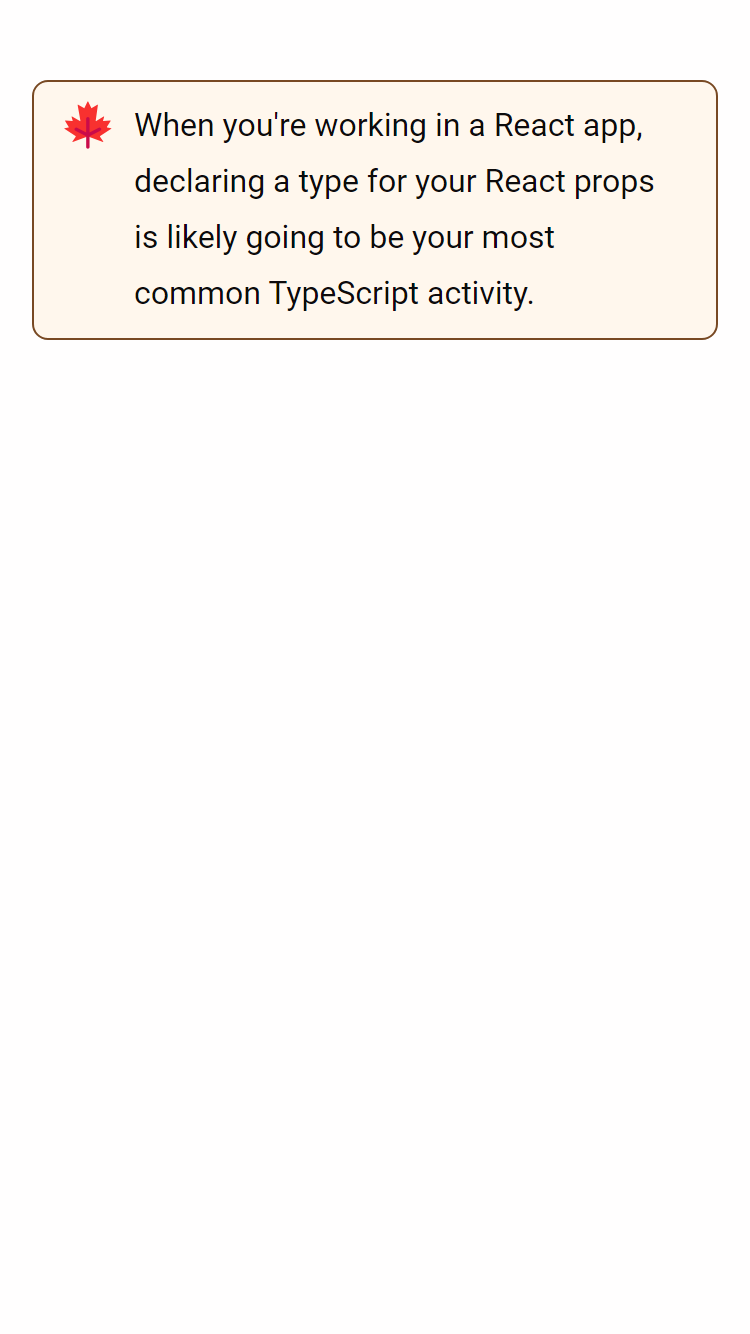 When you're working in a React app,
declaring a type for your React props
is likely going to be your most
common TypeScript activity.